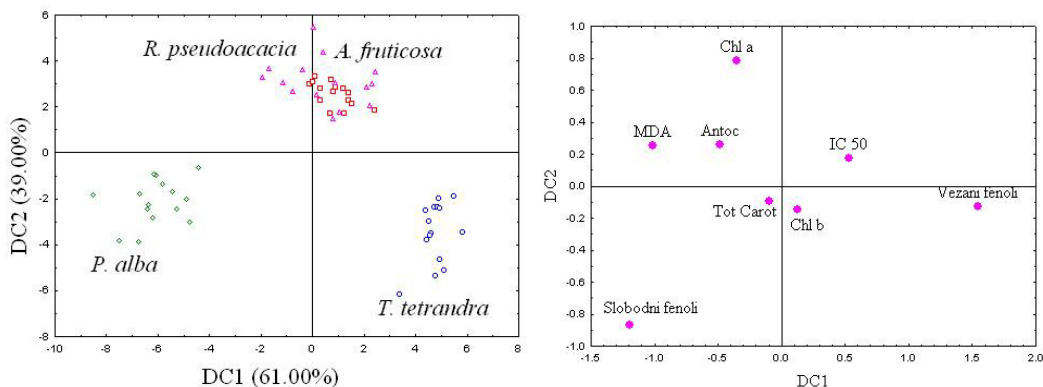 8
6
4
2
0
-2
-4
-6
-8
DC2 (39.00%)
R. pseudoacacia
A. fruticosa
P. alba
T. tetrandra
-10 -8 -6 -4 -2 0 2 4 6 8
DC1 (61.00%)
1.0
0.8
0.6
0.4
0.2
0.0
-0.2
-0.4
-0.6
-0.8
-1.0
DC2
Chl a
MDA
Antoc
IC 50
Vezani fenoli
Tot Carot
Chl b
Slobodni fenoli
-1.5 -1.0 -0.5 0.0 0.5 1.0 1.5 2.0
DC1